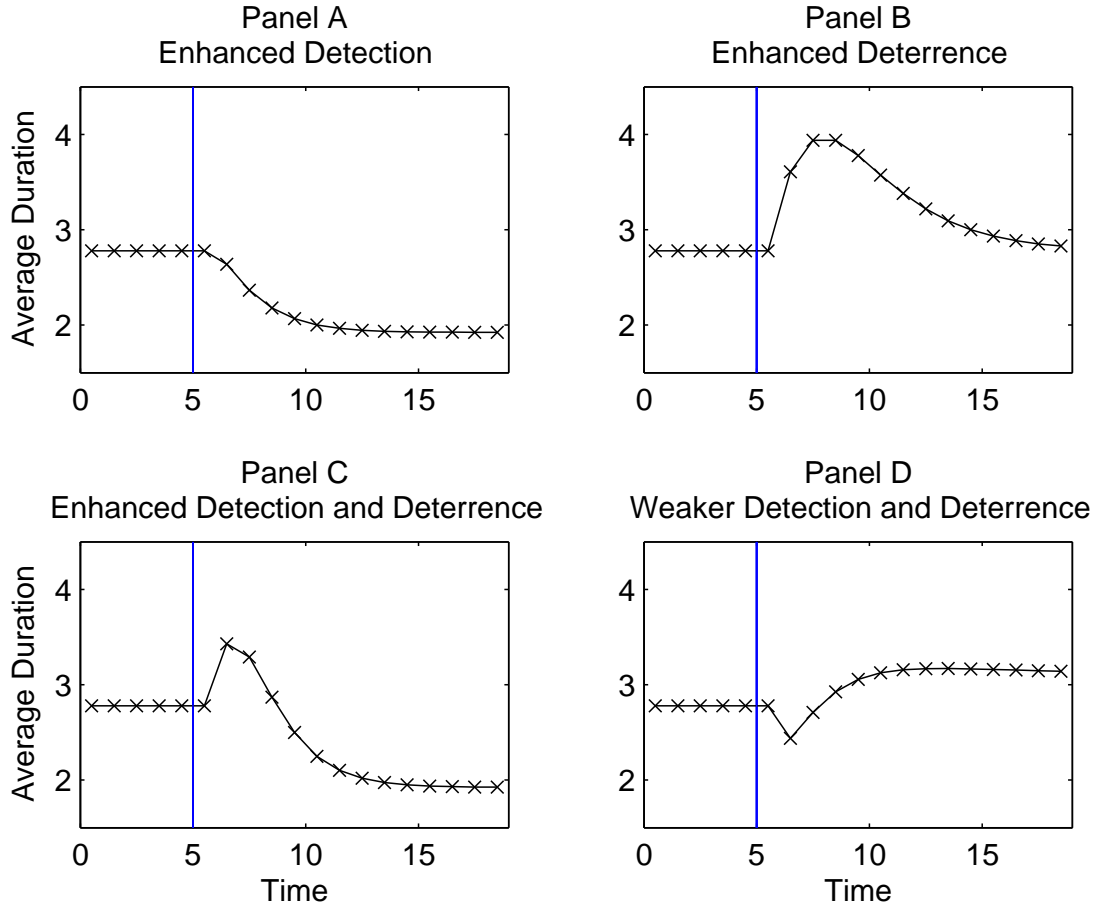 Panel A
Enhanced Detection
Average Duration
4
3
2
0 5 10 15
Panel B
Enhanced Deterrence
4
3
2
0 5 10 15
Panel C
Enhanced Detection and Deterrence
Average Duration
4
3
2
0 5 10 15
Time
Panel D
Weaker Detection and Deterrence
4
3
2
0 5 10 15
Time